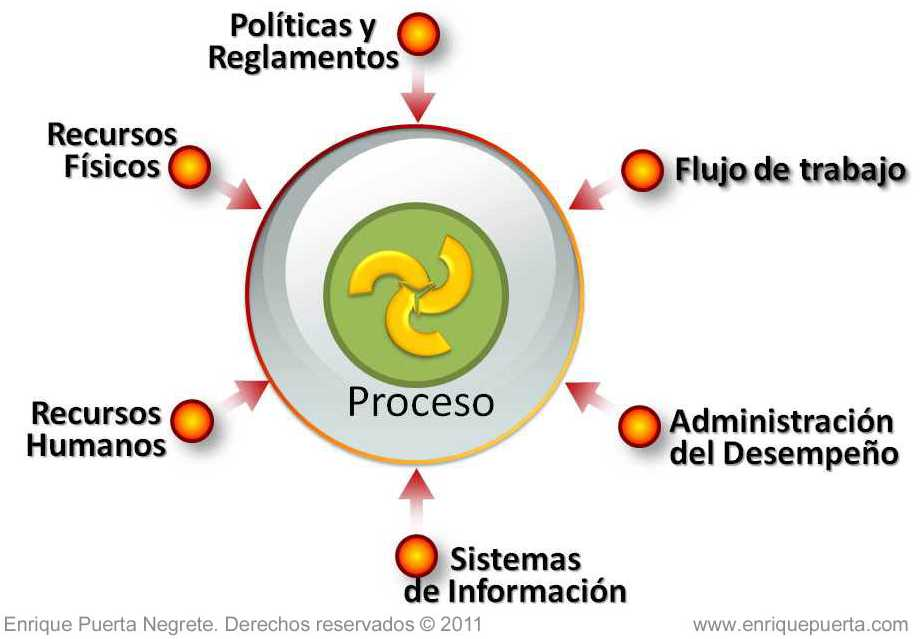 Políticas y
Reglamentos
Recursos
Físicos
Flujo de trabajo
Proceso
Recursos
Humanos
Administración
del Desempeño
Sistemas
de Información
Enrique Puerta Negrete. Derechos reservados © 2011
www.enriquepuerta.com